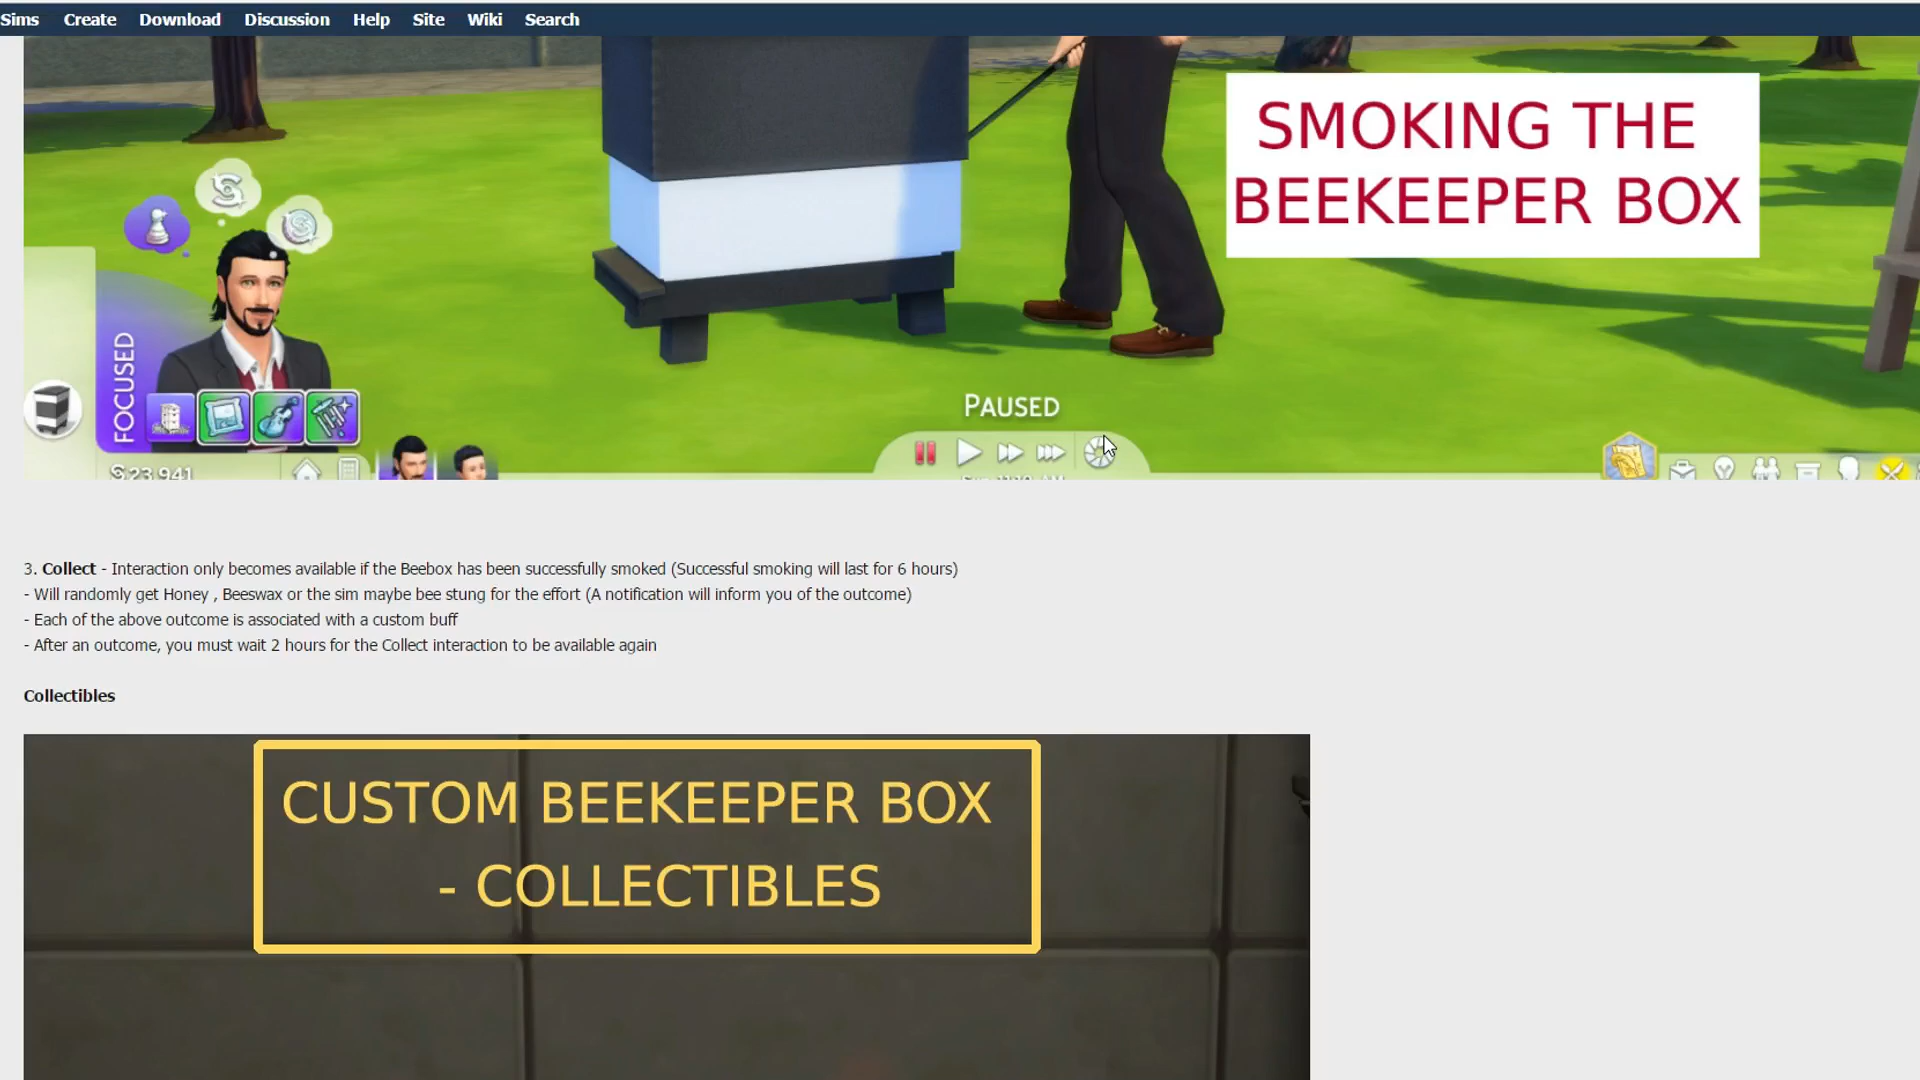 Sims Create Download Discussion Help Site Wiki Search
SMOKING THE
BEEKEEPER BOX
FOCUSED
PAUSED
23,941
3. Collect - Interaction only becomes available if the Beebox has been successfully smoked (Successful smoking will last for 6 hours)
- Will randomly get Honey , Beeswax or the sim maybe bee stung for the effort (A notification will inform you of the outcome)
- Each of the above outcome is associated with a custom buff
- After an outcome, you must wait 2 hours for the Collect interaction to be available again
Collectibles
CUSTOM BEEKEEPER BOX
- COLLECTIBLES